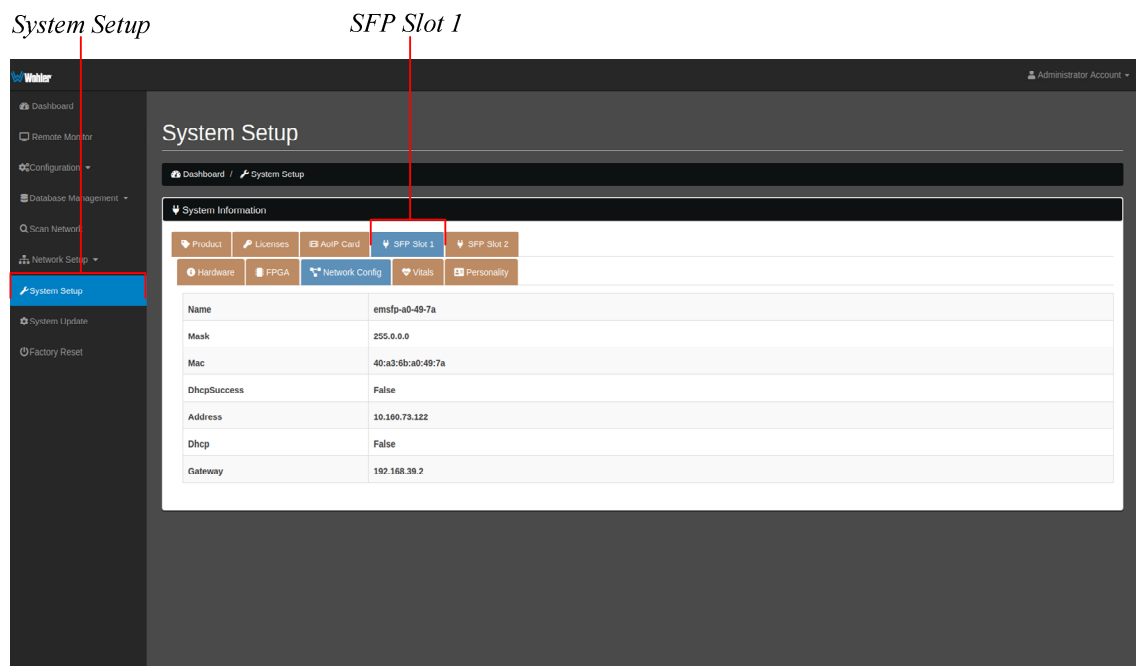 System Setup
SFP Slot 1
Wohler
Administrator Account
Dashboard
Remote Monitor
Configuration
Database Management
Scan Network
Network Setup
System Setup
System Update
Factory Reset
System Setup
Dashboard / System Setup
System Information
Product Licenses AoIP Card SFP Slot 1 SFP Slot 2
Hardware FPGA Network Config Vitals Personality
Name emsfp-a0-49-7a
Mask 255.0.0.0
Mac 40:a3:6b:a0:49:7a
DhcpSuccess False
Address 10.160.73.122
Dhcp False
Gateway 192.168.39.2